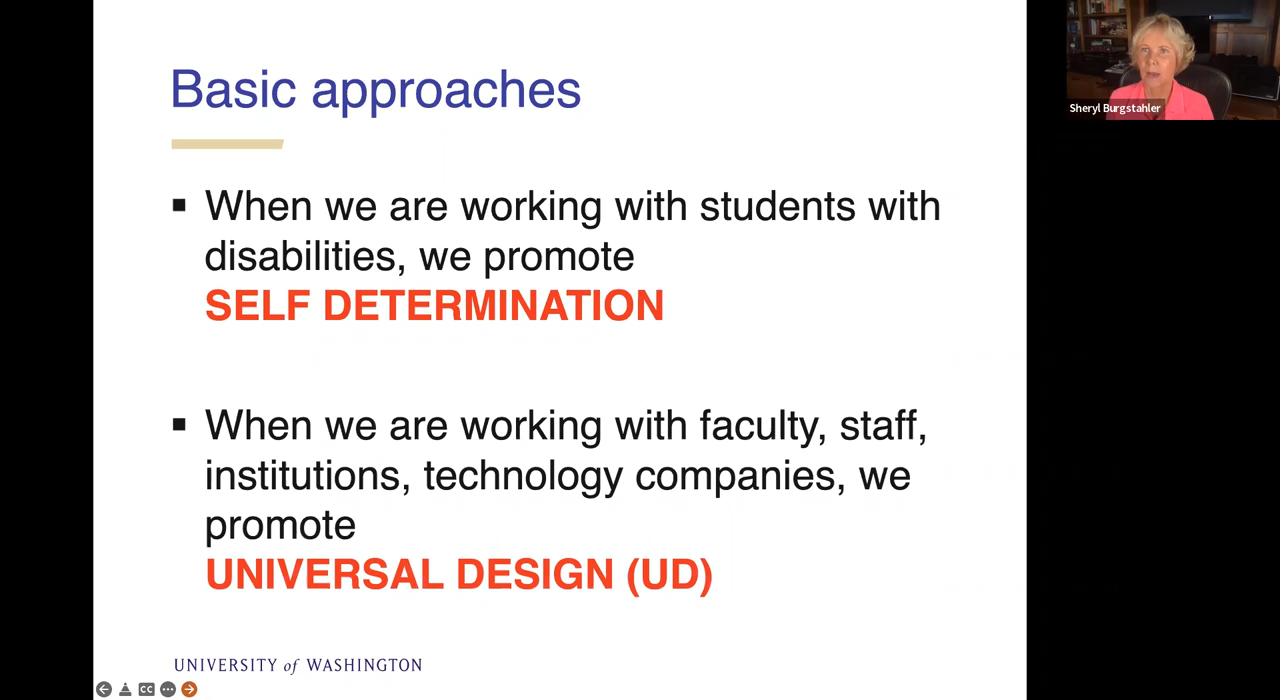 Basic approaches
Sheryl Burgstahler
▪ When we are working with students with
disabilities, we promote
SELF DETERMINATION
▪ When we are working with faculty, staff,
institutions, technology companies, we
promote
UNIVERSAL DESIGN (UD)
UNIVERSITY of WASHINGTON
CC